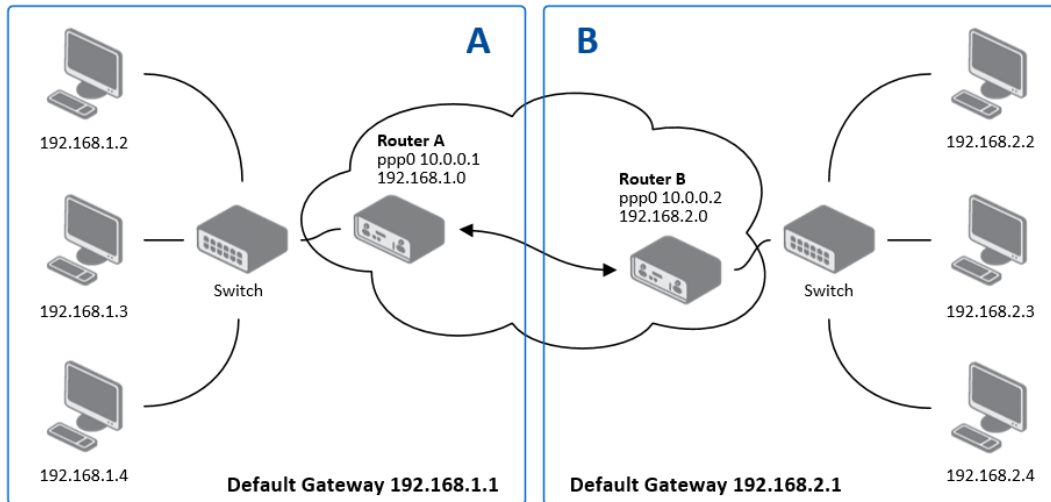 A
B
192.168.1.2
Router A
ppp0 10.0.0.1
192.168.1.0
Switch
192.168.1.3
192.168.1.4
Default Gateway 192.168.1.1
192.168.2.2
Router B
ppp0 10.0.0.2
192.168.2.0
Switch
192.168.2.3
192.168.2.4
Default Gateway 192.168.2.1